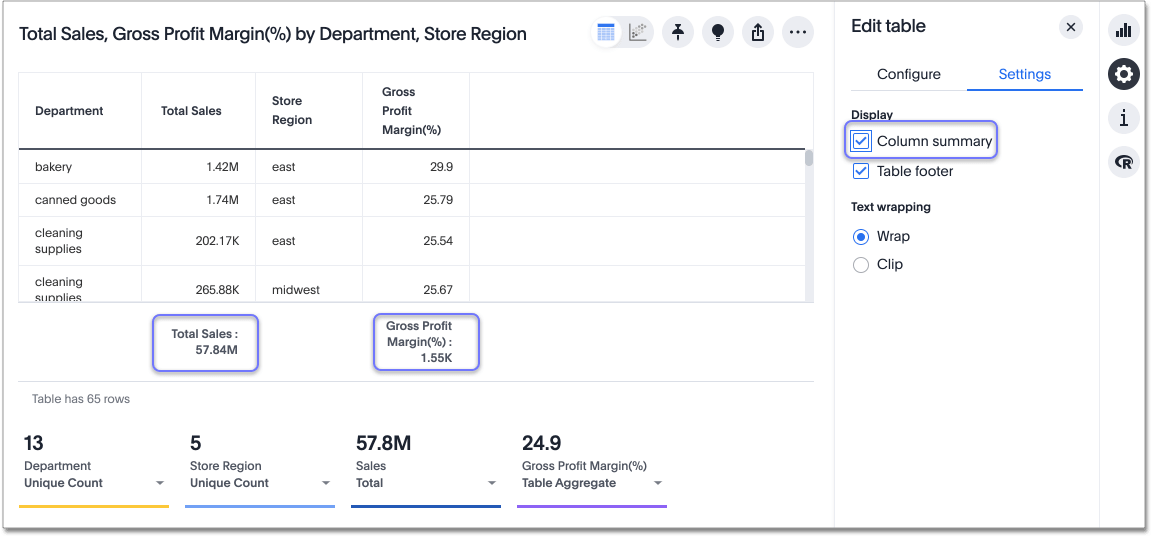 Total Sales, Gross Profit Margin(%) by Department, Store Region
Department
Total Sales
Store
Region
Gross
Profit
Margin(%)
bakery 1.42M east 29.9
canned goods 1.74M east 25.79
cleaning
supplies
202.17K east 25.54
cleaning
supplies
265.88K midwest 25.67
Total Sales :
57.84M
Gross Profit
Margin(%) :
1.55K
Table has 65 rows
13
Department
Unique Count
5
Store Region
Unique Count
57.8M
Sales
Total
24.9
Gross Profit Margin(%)
Table Aggregate
Edit table
Configure Settings
Display
Column summary
Table footer
Text wrapping
Wrap
Clip
i
R